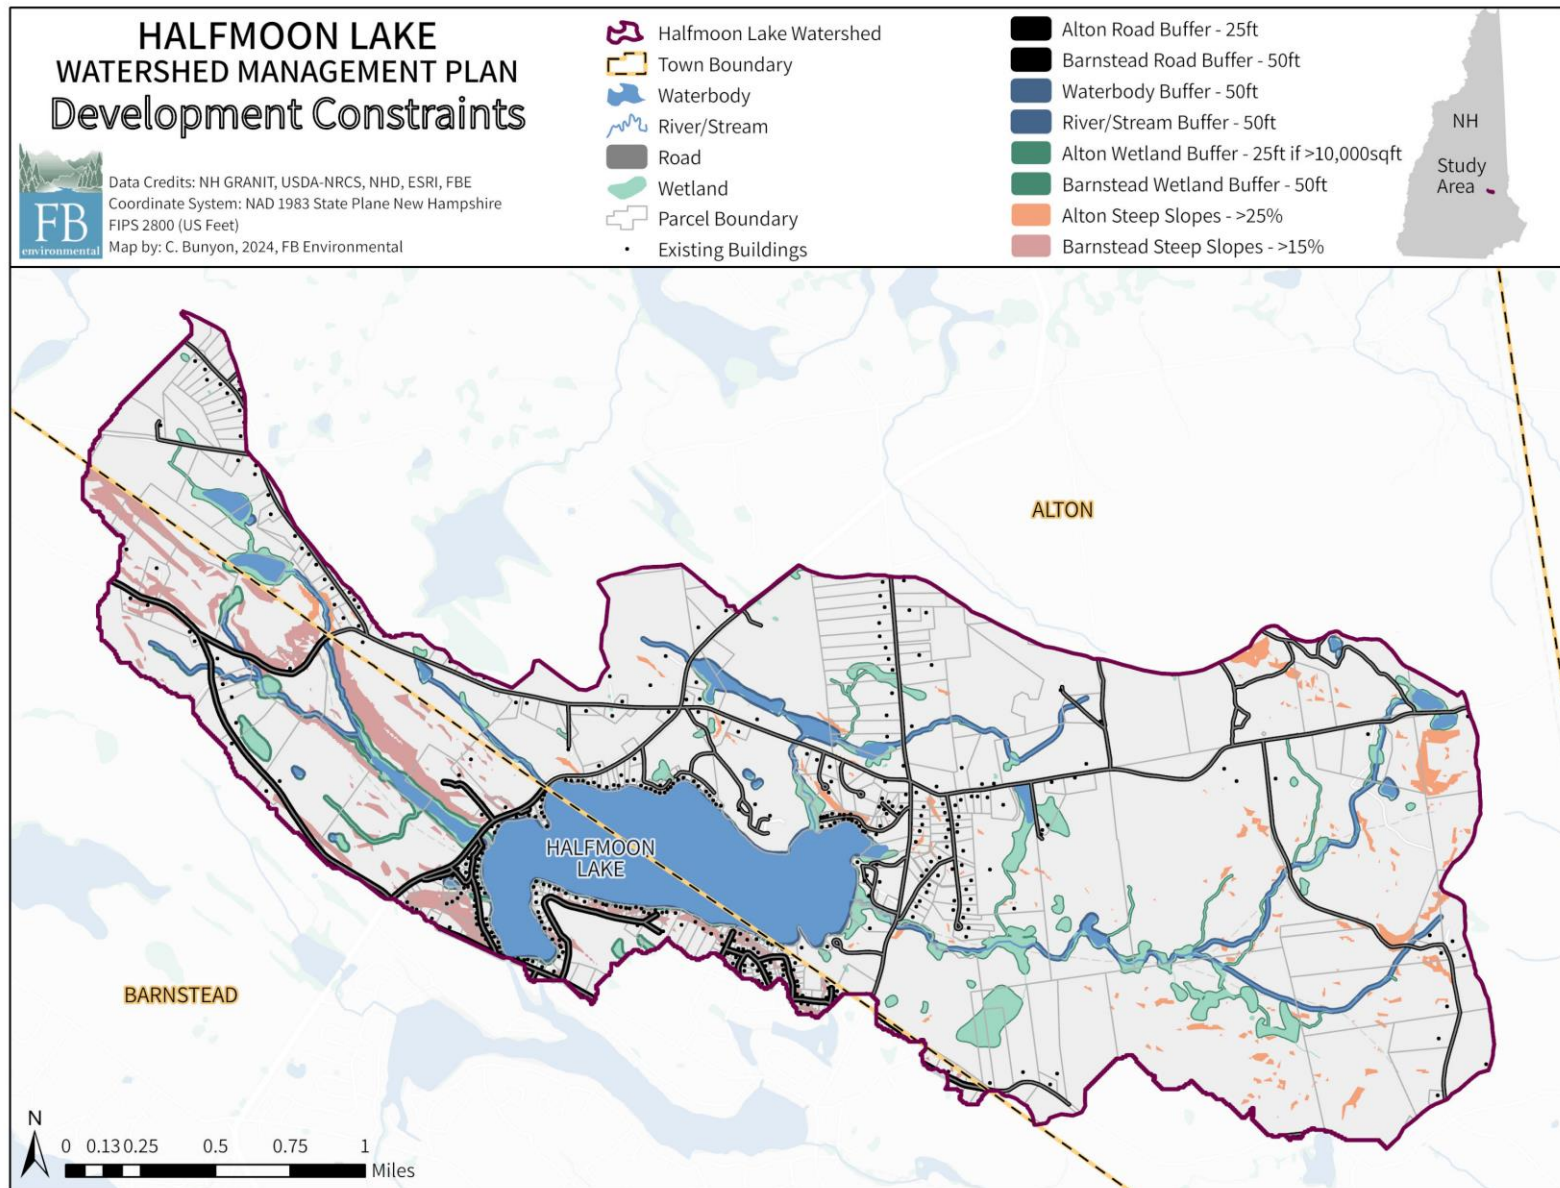 HALFMOON LAKE
WATERSHED MANAGEMENT PLAN
Development Constraints
FB
environmental
Data Credits: NH GRANIT, USDA-NRCS, NHD, ESRI, FBE
Coordinate System: NAD 1983 State Plane New Hampshire
FIPS 2800 (US Feet)
Map by: C. Bunyon, 2024, FB Environmental
Halfmoon Lake Watershed
Town Boundary
Waterbody
River/Stream
Road
Wetland
Parcel Boundary
Existing Buildings
Alton Road Buffer - 25ft
Barnstead Road Buffer - 50ft
Waterbody Buffer - 50ft
River/Stream Buffer - 50ft
Alton Wetland Buffer - 25ft if >10,000sqft
Barnstead Wetland Buffer - 50ft
Alton Steep Slopes - >25%
Barnstead Steep Slopes - >15%
NH
Study
Area
ALTON
HALFMOON
LAKE
BARNSTEAD
N
0 0.13 0.25 0.5 0.75 1
Miles